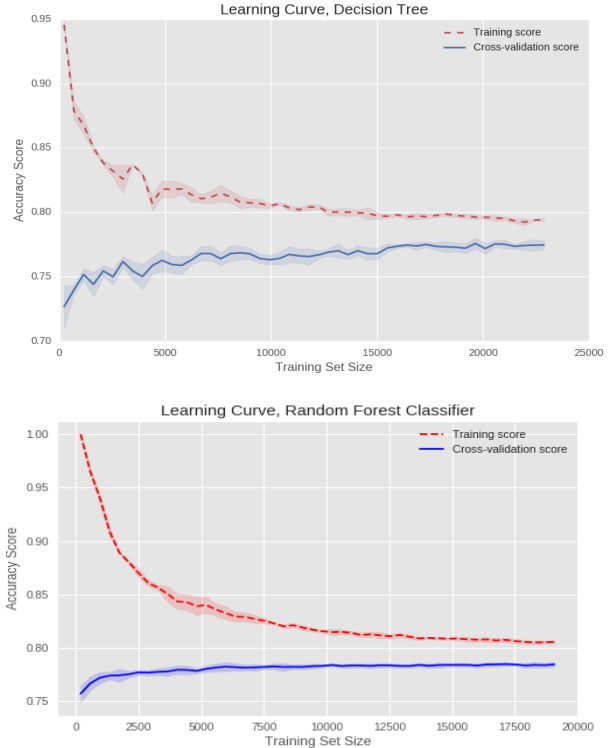 Learning Curve, Decision Tree
0.95
Training score
Cross-validation score
0.90
0.85
Accuracy Score
0.80
0.75
0.70
0 5000 10000 15000 20000 25000
Training Set Size
Learning Curve, Random Forest Classifier
1.00
Training score
Cross-validation score
0.95
0.90
Accuracy Score
0.85
0.80
0.75
0 2500 5000 7500 10000 12500 15000 17500 20000
Training Set Size